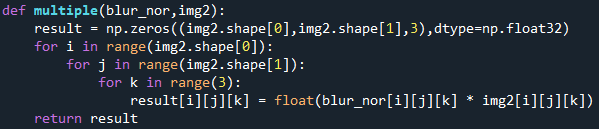 def multiple(blur_nor,img2):
    result = np.zeros((img2.shape[0],img2.shape[1],3),dtype=np.float32)
    for i in range(img2.shape[0]):
        for j in range(img2.shape[1]):
            for k in range(3):
                result[i][j][k] = float(blur_nor[i][j][k] * img2[i][j][k])
    return result